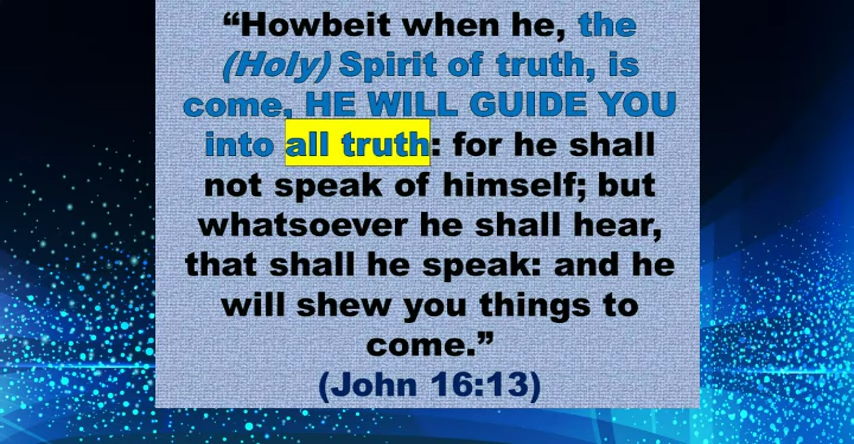 “Howbeit when he, the
(Holy) Spirit of truth, is
come, HE WILL GUIDE YOU
into all truth: for he shall
not speak of himself; but
whatsoever he shall hear,
that shall he speak: and he
will shew you things to
come.”
(John 16:13)